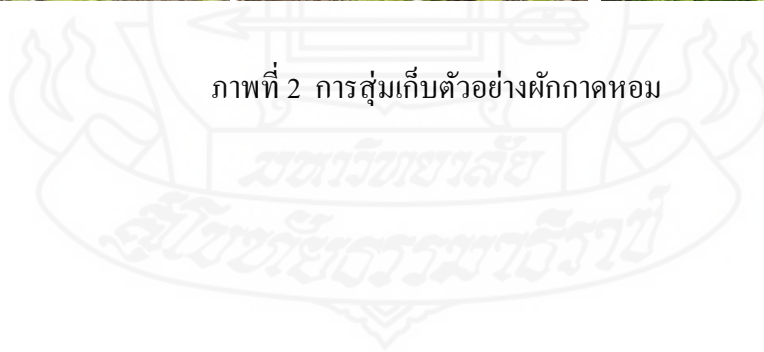 ภาพที่ 2 การสุ่มเก็บตัวอย่างผักกาดหอม
มหาวิทยาลัย
สุโขทัยธรรมาธิราช